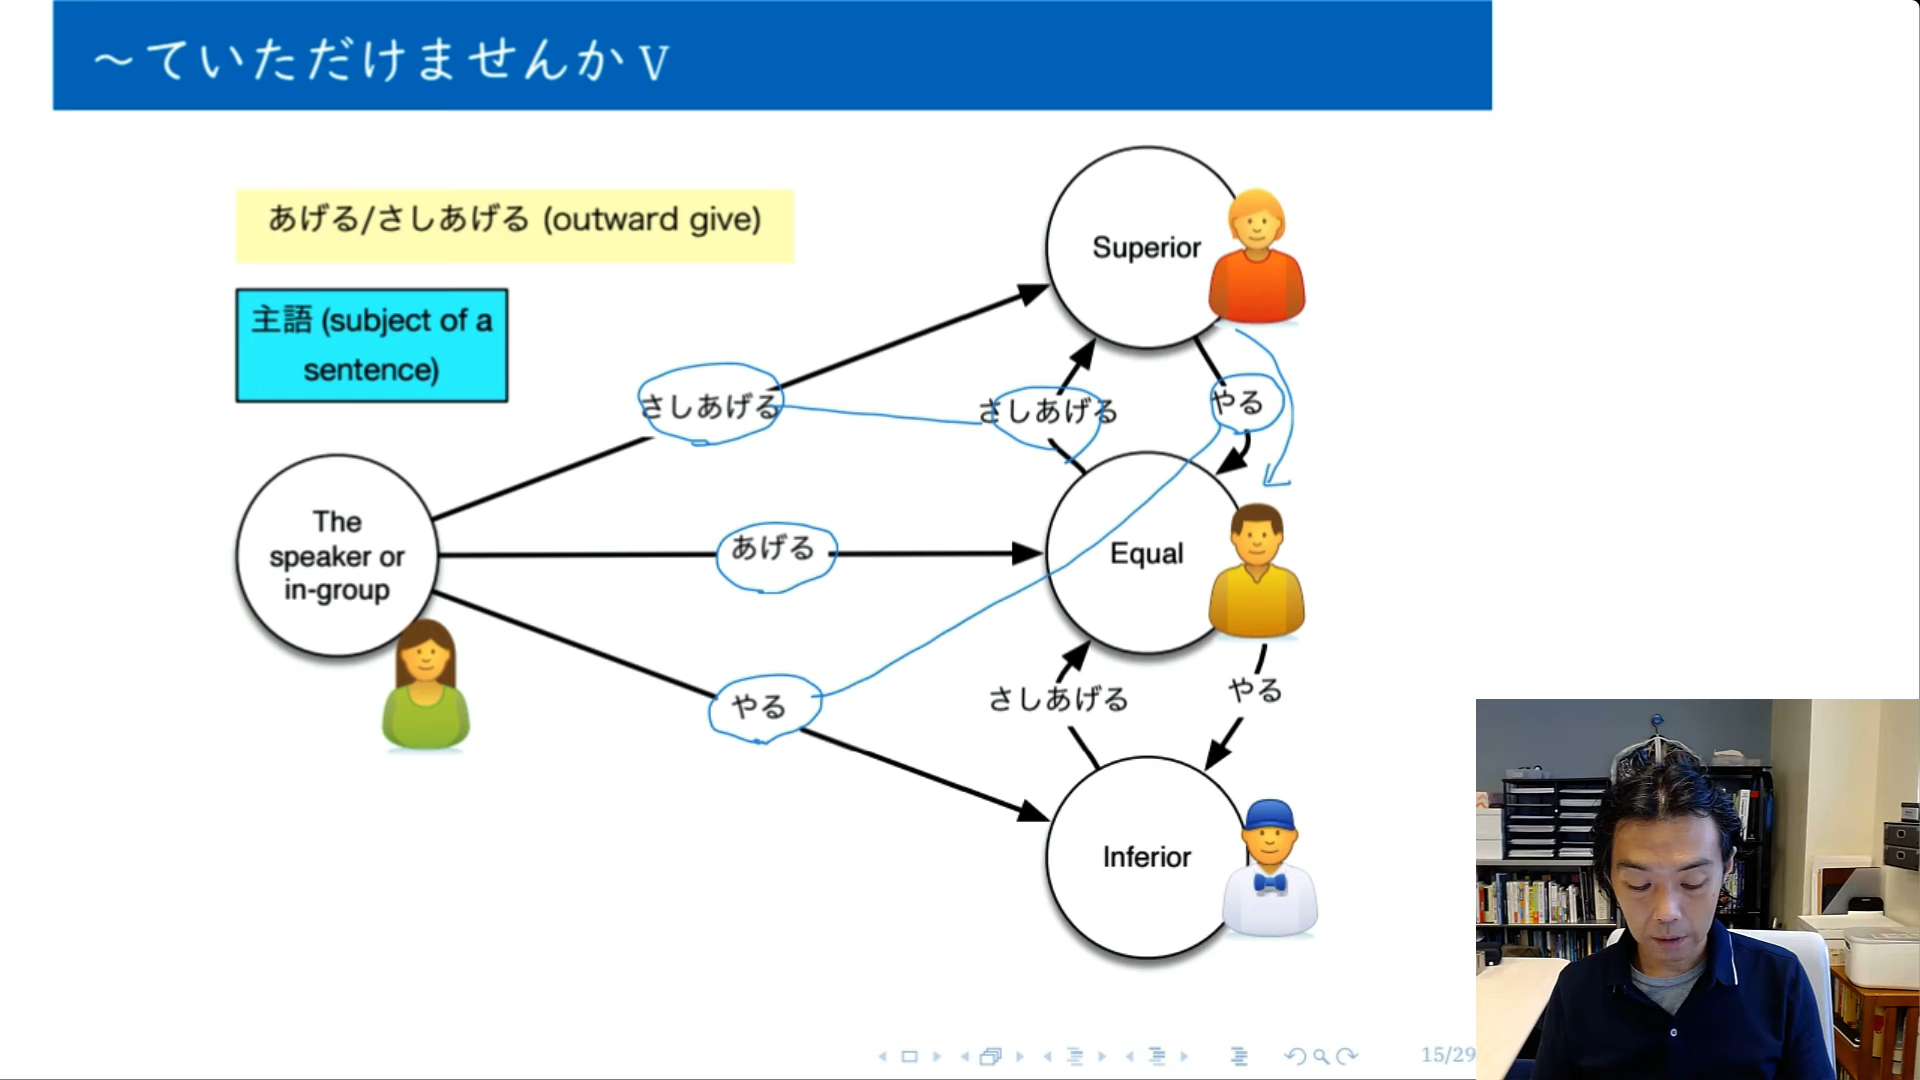 ～ていただけませんか V
あげる/さしあげる (outward give)
主語 (subject of a
sentence)
Superior
さしあげる
さしあげる
やる
The
speaker or
in-group
あげる
Equal
やる
さしあげる
やる
Inferior
15/29